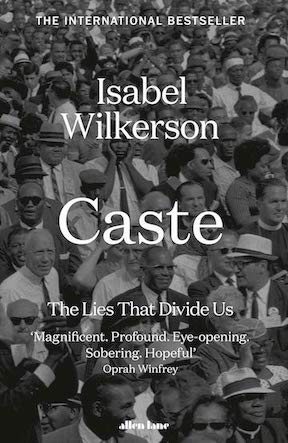 THE INTERNATIONAL BESTSELLER
Isabel
Wilkerson
Caste
The Lies That Divide Us
‘Magnificent. Profound. Eye-opening.
Sobering. Hopeful’
Oprah Winfrey
allen lane